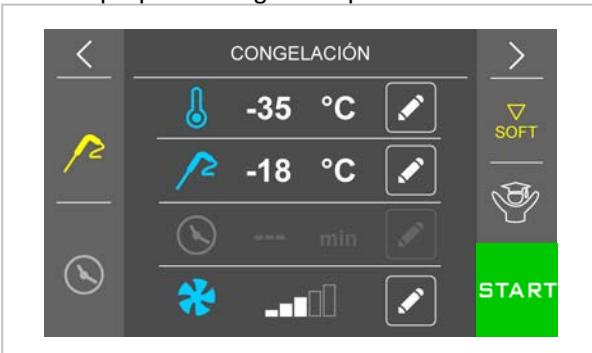 CONGELACIÓN
-35 °C
SOFT
-18 °C
--- min
START